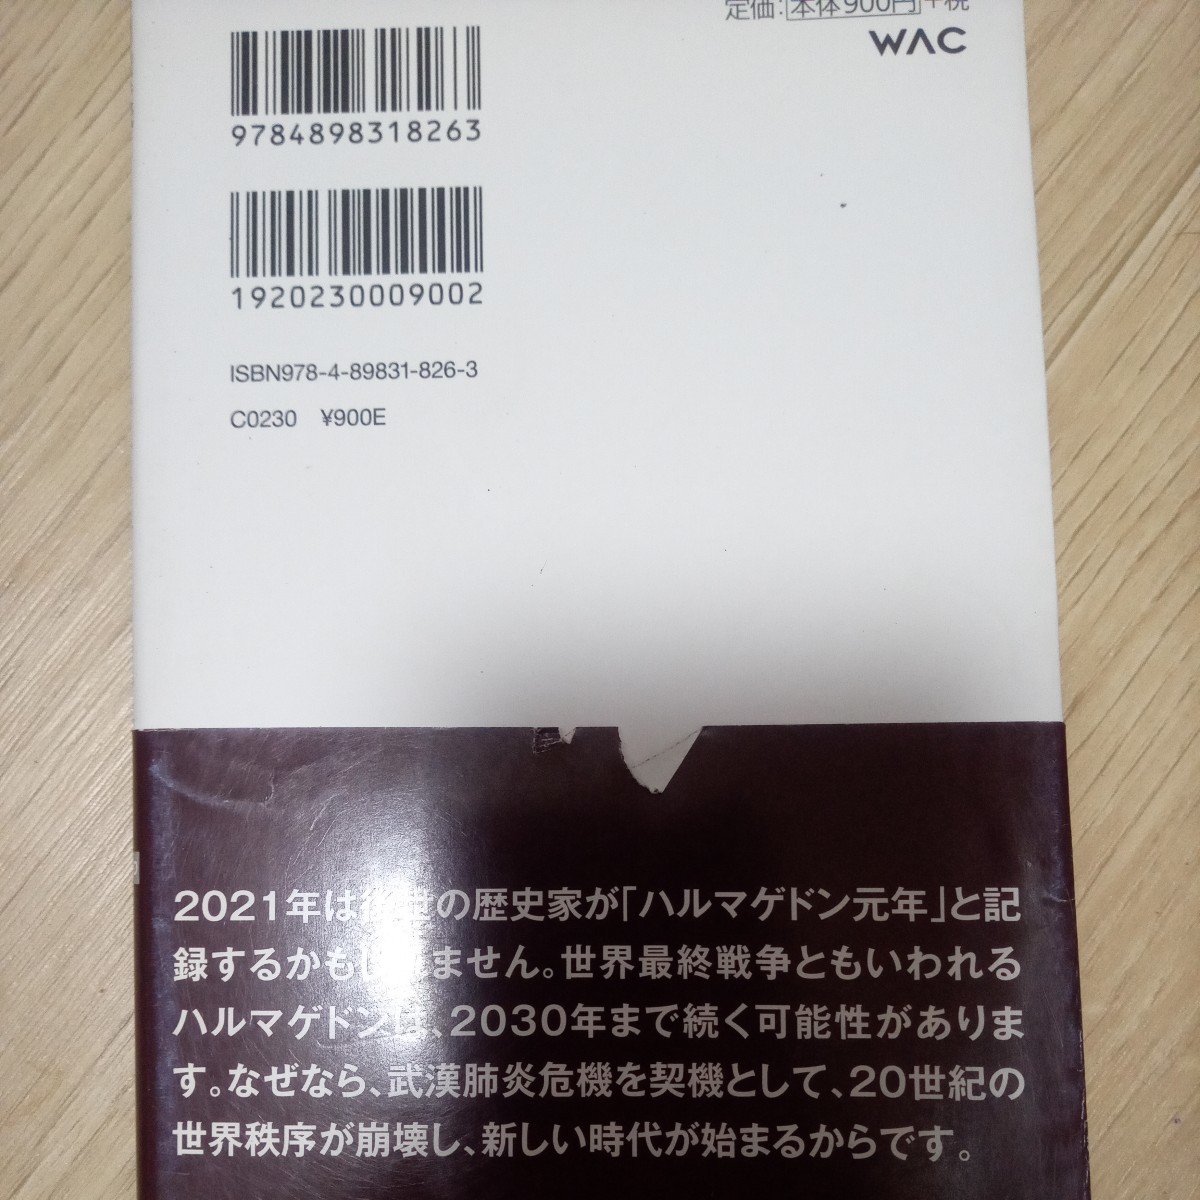 定価:本体900円+税
WAC
9784898318263
1920230009002
ISBN978-4-89831-826-3
C0230 ¥900E
2021年は後世の歴史家が「ハルマゲドン元年」と記
録するかもしれません。世界最終戦争ともいわれる
ハルマゲドンは、2030年まで続く可能性がありま
す。なぜなら、武漢肺炎危機を契機として、20世紀の
世界秩序が崩壊し、新しい時代が始まるからです。